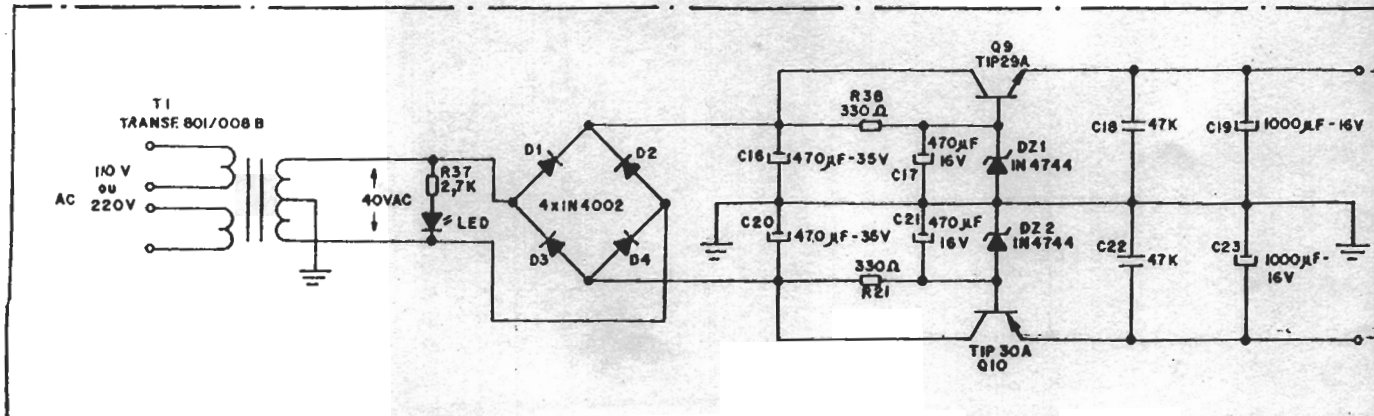 T1
TRANSF. 801/008 B
110 V
ou
220 V
AC
40VAC
R37
2,7K
LED
D1
D2
4x1N4002
D3
D4
C16
470µF-35V
R38
330 Ω
470µF
16V
C17
Q9
TIP29A
DZ1
1N4744
C18
47K
C19
1000µF-16V
C20
470µF-35V
C21
470µF
16V
330Ω
R21
DZ2
1N4744
TIP 30A
Q10
C22
47K
C23
1000µF-
16V